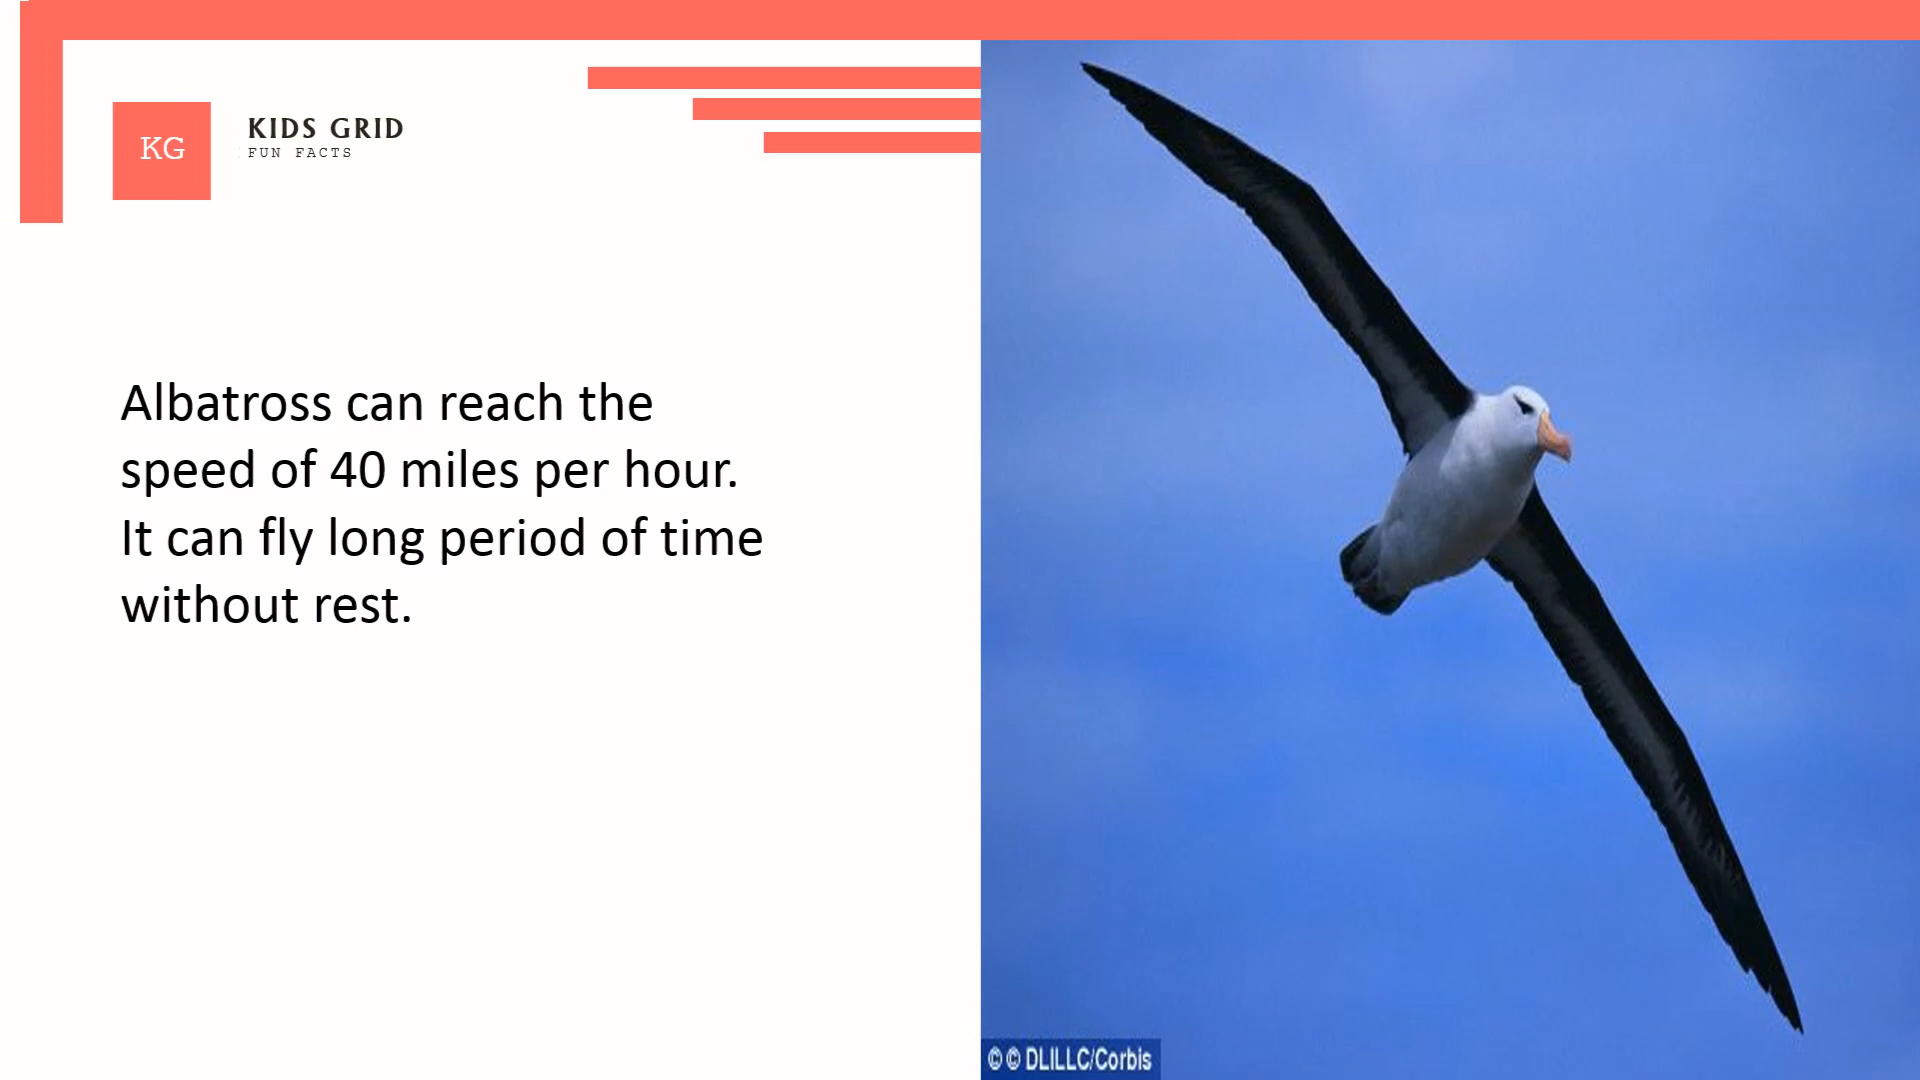 KG
KIDS GRID
FUN FACTS
Albatross can reach the
speed of 40 miles per hour.
It can fly long period of time
without rest.
© © DLILLC/Corbis